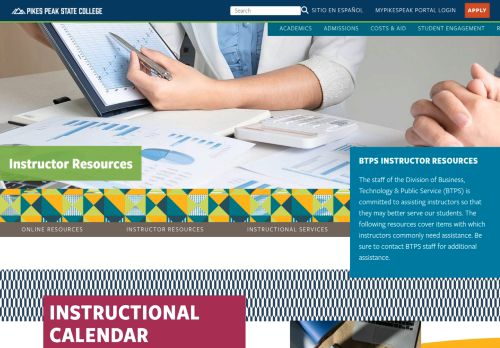 PIKES PEAK STATE COLLEGE
Search
SITIO EN ESPAÑOL
MYPIKESPEAK PORTAL LOGIN
APPLY
ACADEMICS
ADMISSIONS
COSTS & AID
STUDENT ENGAGEMENT
Instructor Resources
BTPS INSTRUCTOR RESOURCES
The staff of the Division of Business,
Technology & Public Service (BTPS) is
committed to assisting instructors so that
they may better serve our students. The
following resources cover items with which
instructors commonly need assistance. Be
sure to contact BTPS staff for additional
assistance.
ONLINE RESOURCES
INSTRUCTOR RESOURCES
INSTRUCTIONAL SERVICES
INSTRUCTIONAL
CALENDAR